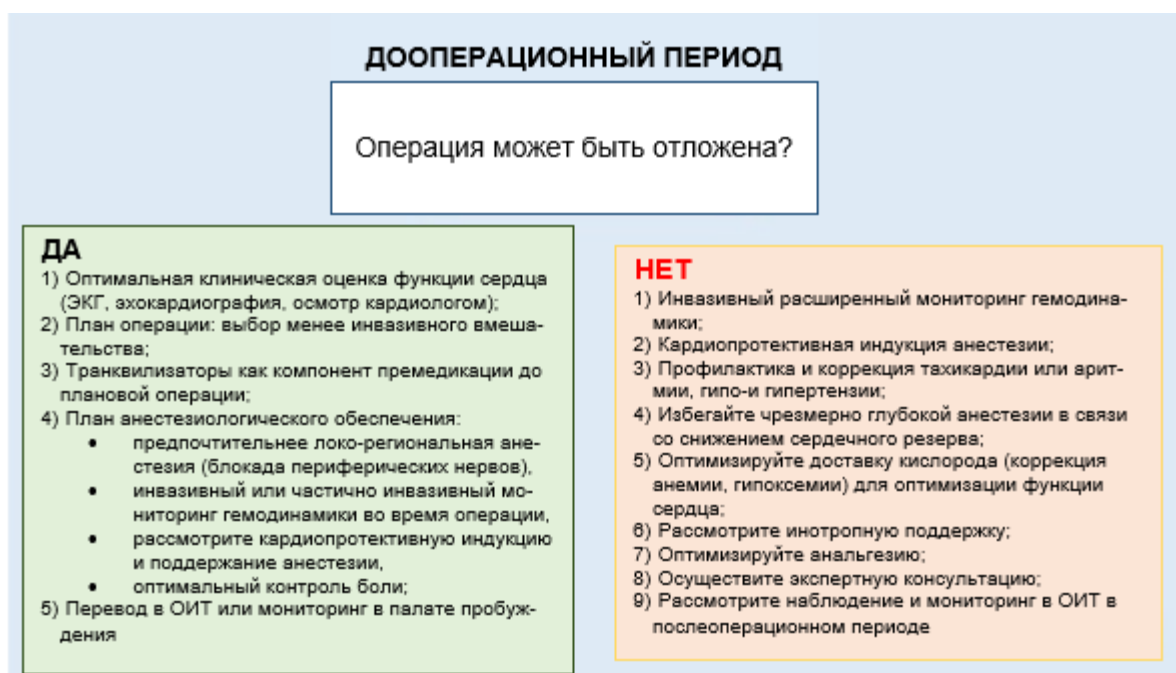 ДООПЕРАЦИОННЫЙ ПЕРИОД
Операция может быть отложена?
ДА
1) Оптимальная клиническая оценка функции сердца
(ЭКГ, эхокардиография, осмотр кардиологом);
2) План операции: выбор менее инвазивного вмеша-
тельства;
3) Транквилизаторы как компонент премедикации до
плановой операции;
4) План анестезиологического обеспечения:
• предпочтительнее локо-региональная ане-
стезия (блокада периферических нервов),
• инвазивный или частично инвазивный мо-
ниторинг гемодинамики во время операции,
• рассмотрите кардиопротективную индукцию
и поддержание анестезии,
• оптимальный контроль боли;
5) Перевод в ОИТ или мониторинг в палате пробуж-
дения
НЕТ
1) Инвазивный расширенный мониторинг гемодина-
мики;
2) Кардиопротективная индукция анестезии;
3) Профилактика и коррекция тахикардии или арит-
мии, гипо-и гипертензии;
4) Избегайте чрезмерно глубокой анестезии в связи
со снижением сердечного резерва;
5) Оптимизируйте доставку кислорода (коррекция
анемии, гипоксемии) для оптимизации функции
сердца;
6) Рассмотрите инотропную поддержку;
7) Оптимизируйте анальгезию;
8) Осуществите экспертную консультацию;
9) Рассмотрите наблюдение и мониторинг в ОИТ в
послеоперационном периоде